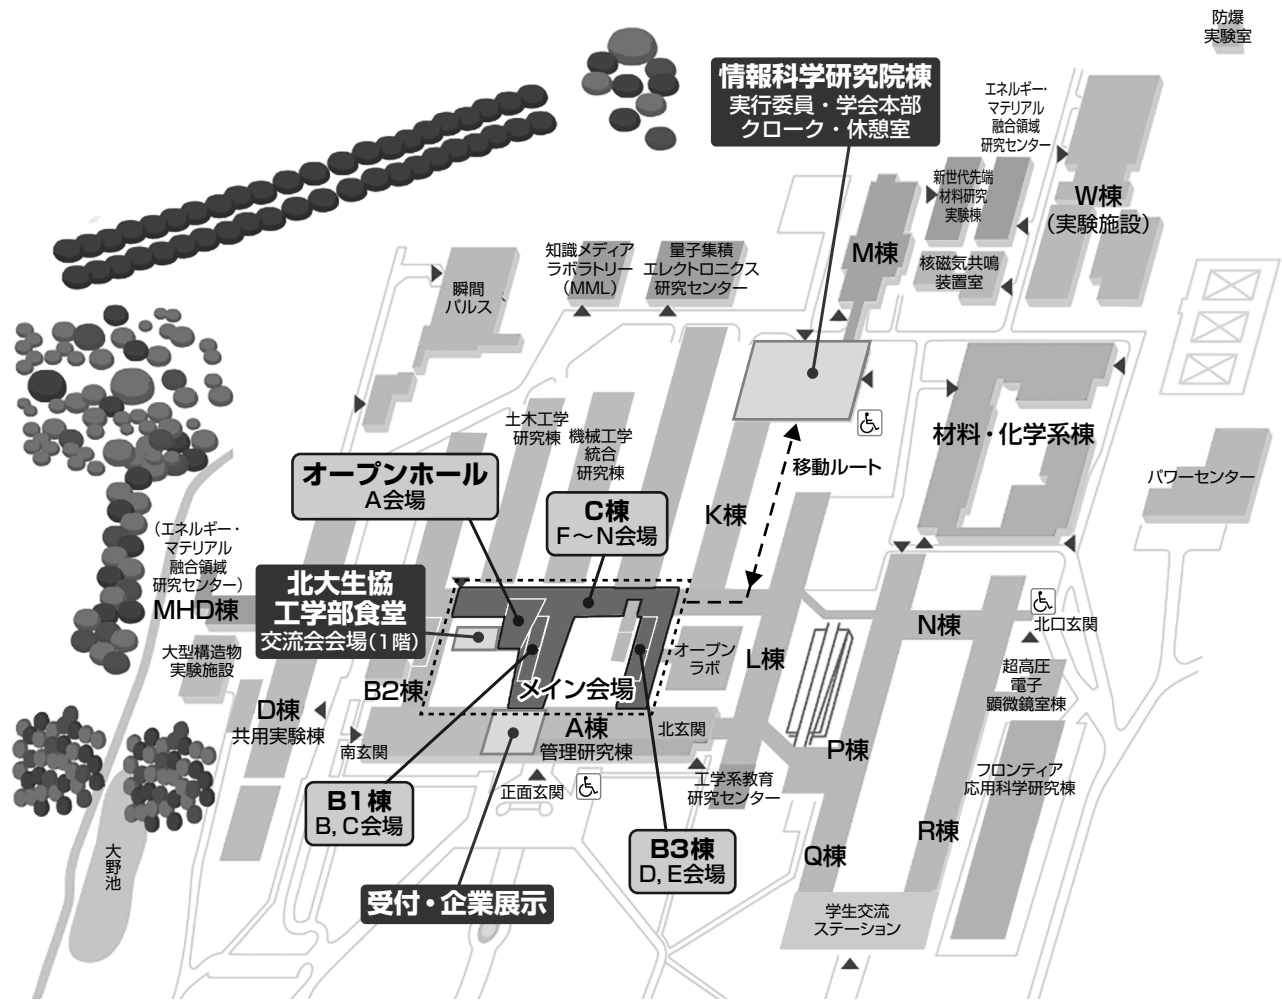 防爆
実験室
情報科学研究院棟
実行委員・学会本部
クローク・休憩室
エネルギー・
マテリアル
融合領域
研究センター
新世代先端
材料研究
実験棟
W棟
（実験施設）
M棟
核磁気共鳴
装置室
知識メディア
ラボラトリー
（MML）
量子集積
エレクトロニクス
研究センター
瞬間
パルス
土木工学
研究棟
機械工学
統合
研究棟
材料・化学系棟
移動ルート
パワーセンター
オープンホール
A会場
C棟
F～N会場
K棟
（エネルギー・
マテリアル
融合領域
研究センター）
MHD棟
北大生協
工学部食堂
交流会会場（1階）
大型構造物
実験施設
N棟
北口玄関
オープン
ラボ
L棟
超高圧
電子
顕微鏡室棟
B2棟
メイン会場
D棟
共用実験棟
南玄関
A棟
管理研究棟
北玄関
P棟
正面玄関
工学系教育
研究センター
フロンティア
応用科学研究棟
B1棟
B, C会場
R棟
B3棟
D, E会場
Q棟
大野池
受付・企業展示
学生交流
ステーション